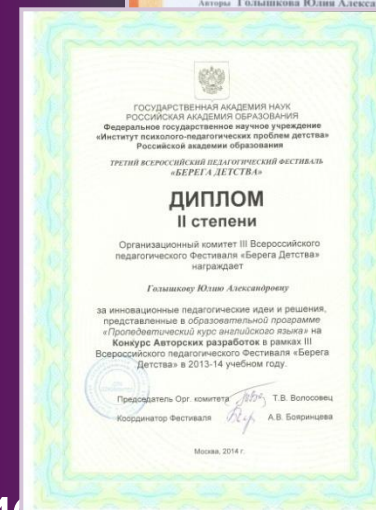 Авторы Голышкова Юлия Алекса
ГОСУДАРСТВЕННАЯ АКАДЕМИЯ НАУК
РОССИЙСКАЯ АКАДЕМИЯ ОБРАЗОВАНИЯ
Федеральное государственное научное учреждение
«Институт психолого-педагогических проблем детства»
Российской академии образования
ТРЕТИЙ ВСЕРОССИЙСКИЙ ПЕДАГОГИЧЕСКИЙ ФЕСТИВАЛЬ
«БЕРЕГА ДЕТСТВА»
ДИПЛОМ
II степени
Организационный комитет III Всероссийского
педагогического Фестиваля «Берега Детства»
награждает
Голышкову Юлию Александровну
за инновационные педагогические идеи и решения,
представленные в образовательной программе
«Пропедевтический курс английского языка» на
Конкурс Авторских разработок в рамках III
Всероссийского педагогического Фестиваля «Берега
Детства» в 2013-14 учебном году.
Председатель Орг. комитета Т.В. Волосовец
Координатор Фестиваля А.В. Бояринцева
Москва, 2014 г.